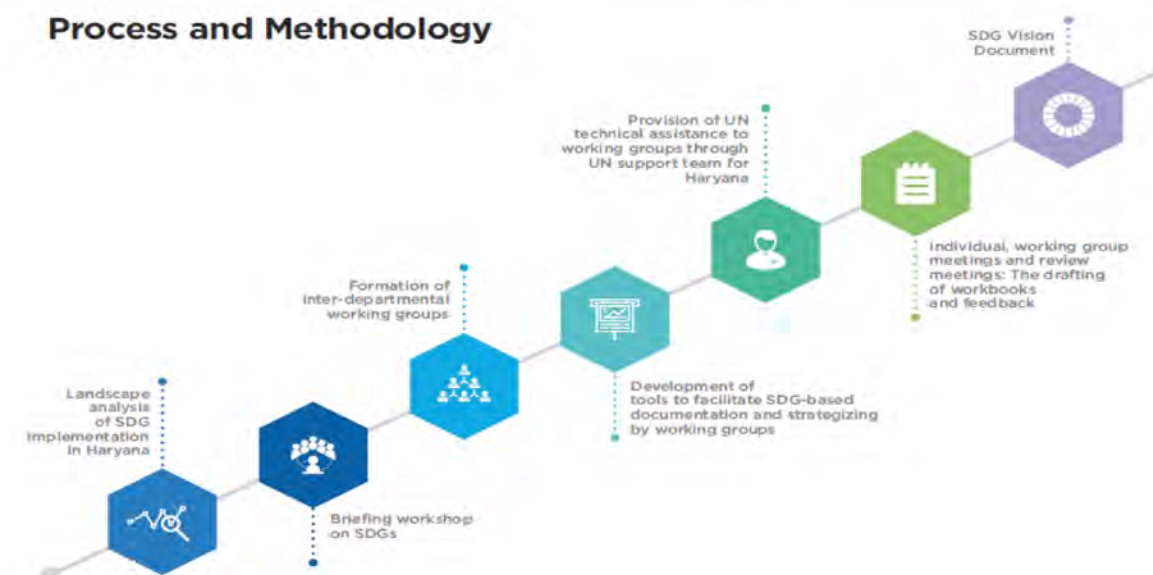 Process and Methodology
Landscape
analysis
of SDG
Implementation
in Haryana
Briefing workshop
on SDGs
Formation of
inter-departmental
working groups
Development of
tools to facilitate SDG-based
documentation and strategizing
by working groups
Provision of UN
technical assistance to
working groups through
UN support team for
Haryana
Individual, working group
meetings and review
meetings: The drafting
of workbooks
and feedback
SDG Vision
Document